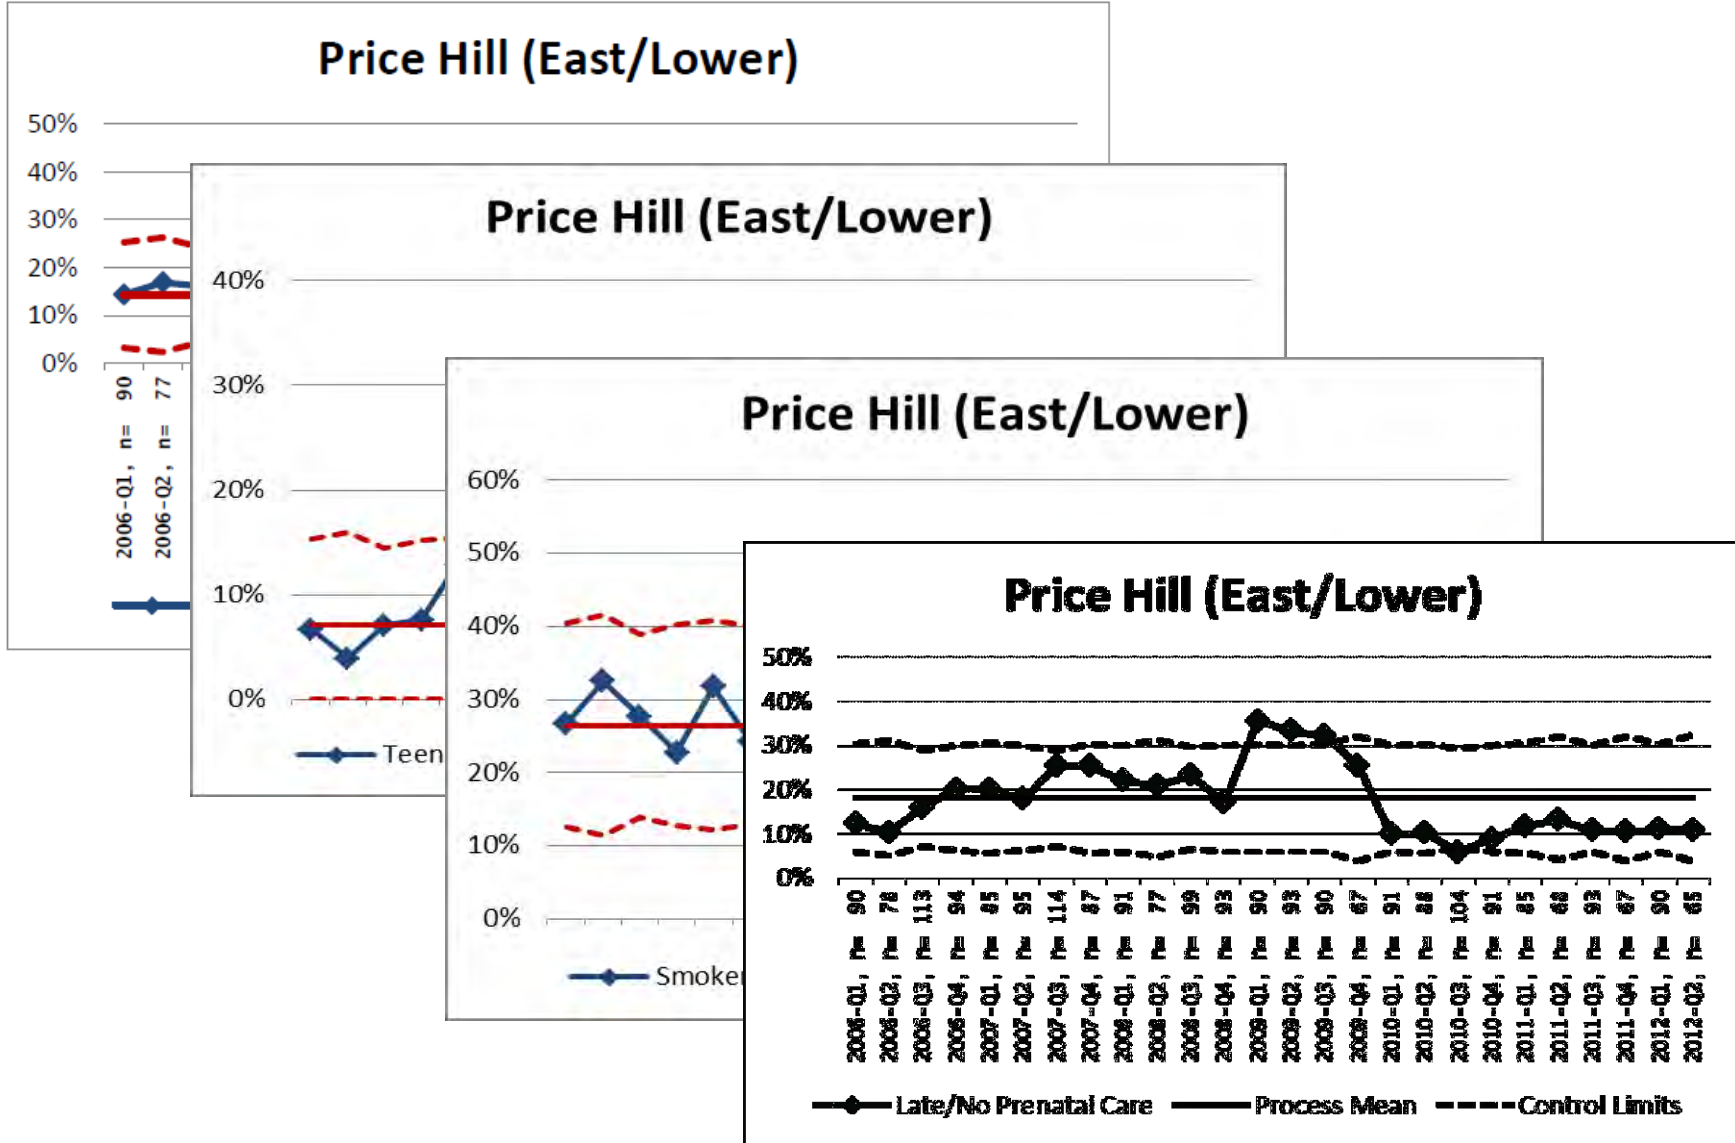 Price Hill (East/Lower)
50%
40%
30%
20%
10%
0%
2006-Q1, n= 90
2006-Q2, n= 77
Price Hill (East/Lower)
40%
30%
20%
10%
0%
Teen
Price Hill (East/Lower)
60%
50%
40%
30%
20%
10%
0%
Smoker
Price Hill (East/Lower)
50%
40%
30%
20%
10%
0%
2006-Q1, n= 90
2006-Q2, n= 78
2006-Q3, n= 113
2006-Q4, n= 94
2007-Q1, n= 85
2007-Q2, n= 95
2007-Q3, n= 114
2007-Q4, n= 87
2008-Q1, n= 91
2008-Q2, n= 77
2008-Q3, n= 99
2008-Q4, n= 93
2009-Q1, n= 90
2009-Q2, n= 93
2009-Q3, n= 90
2009-Q4, n= 67
2010-Q1, n= 91
2010-Q2, n= 88
2010-Q3, n= 104
2010-Q4, n= 91
2011-Q1, n= 85
2011-Q2, n= 68
2011-Q3, n= 93
2011-Q4, n= 67
2012-Q1, n= 90
2012-Q2, n= 65
Late/No Prenatal Care
Process Mean
Control Limits